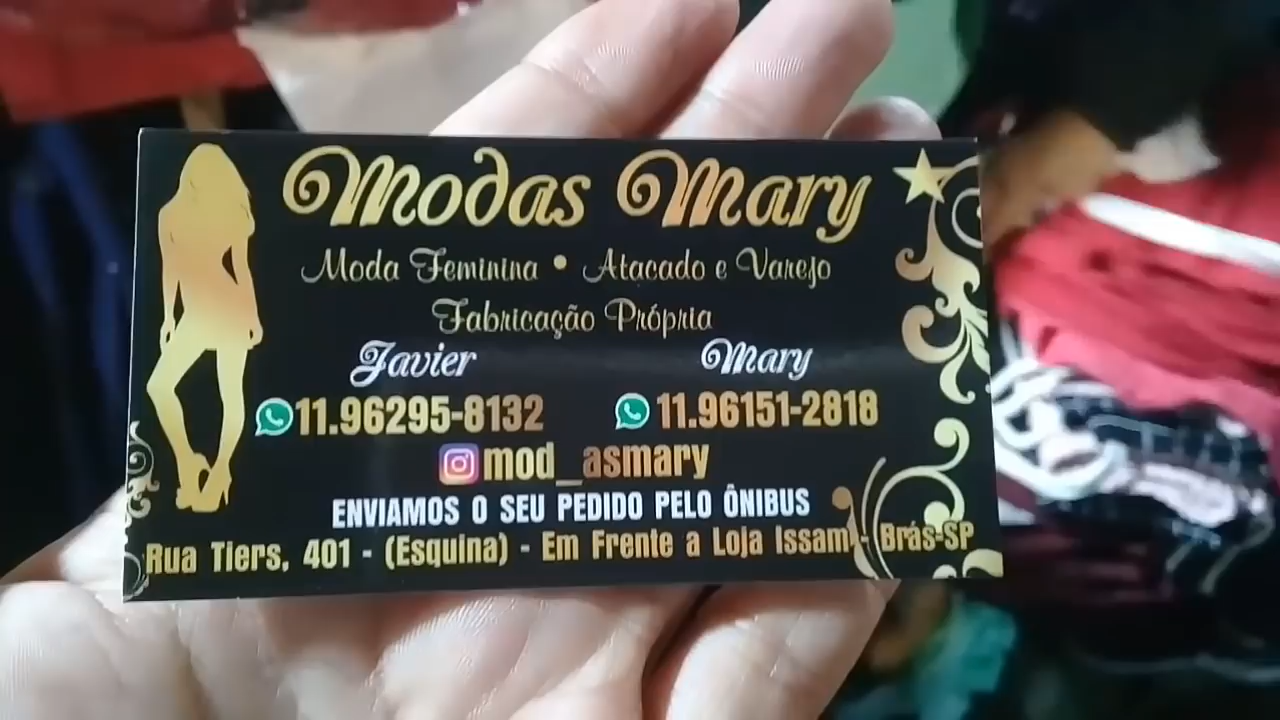 Modas Mary
Moda Feminina • Atacado e Varejo
Fabricação Própria
Javier Mary
11.96295-8132 11.96151-2818
mod_asmary
ENVIAMOS O SEU PEDIDO PELO ÔNIBUS
Rua Tiers, 401 - (Esquina) - Em Frente a Loja Issam - Brás-SP